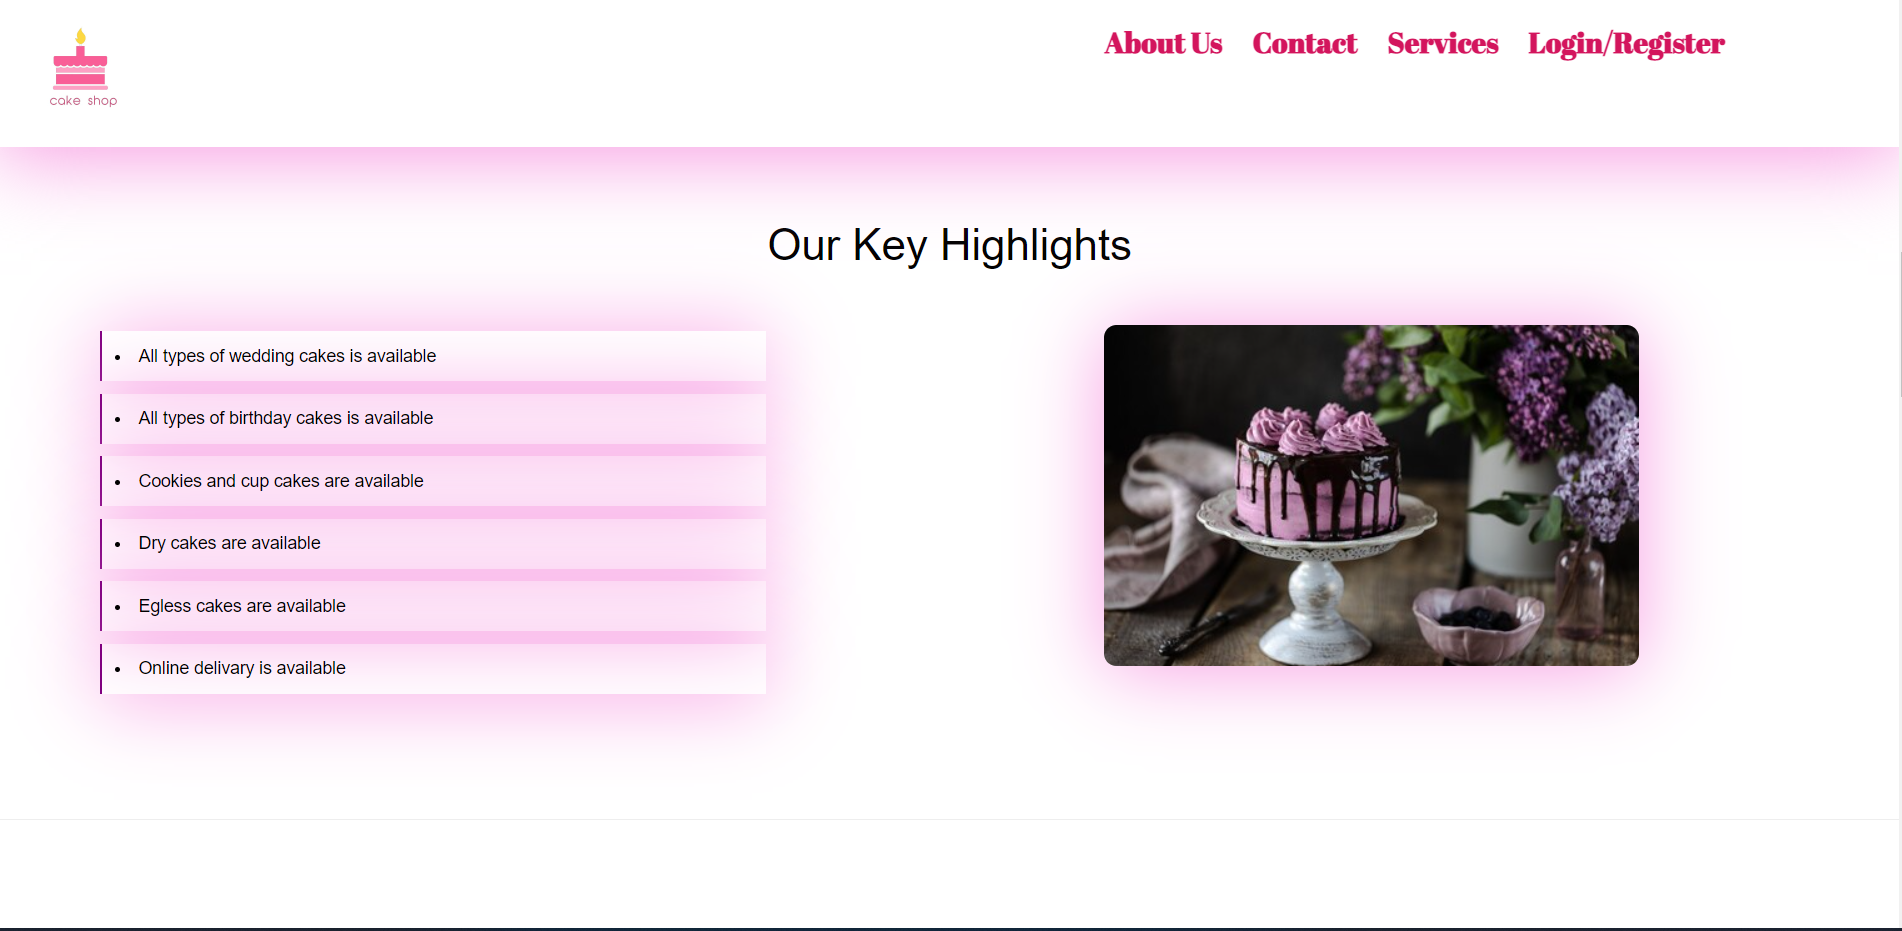 cake shop
About Us Contact Services Login/Register
Our Key Highlights
All types of wedding cakes is available
All types of birthday cakes is available
Cookies and cup cakes are available
Dry cakes are available
Egless cakes are available
Online delivary is available